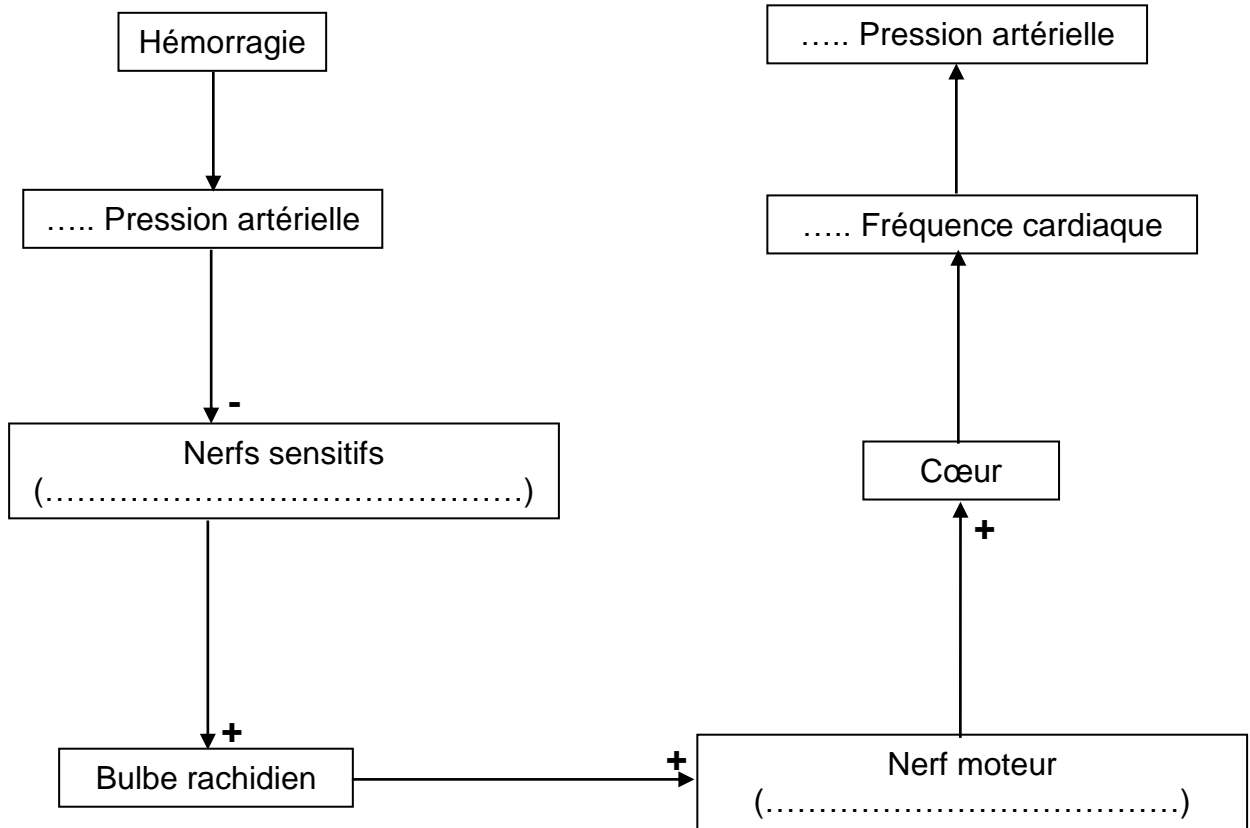 Hémorragie
….. Pression artérielle
-
Nerfs sensitifs
(………………………………………)
+
Bulbe rachidien
+
Nerf moteur
(…………………………………)
+
Cœur
….. Fréquence cardiaque
….. Pression artérielle